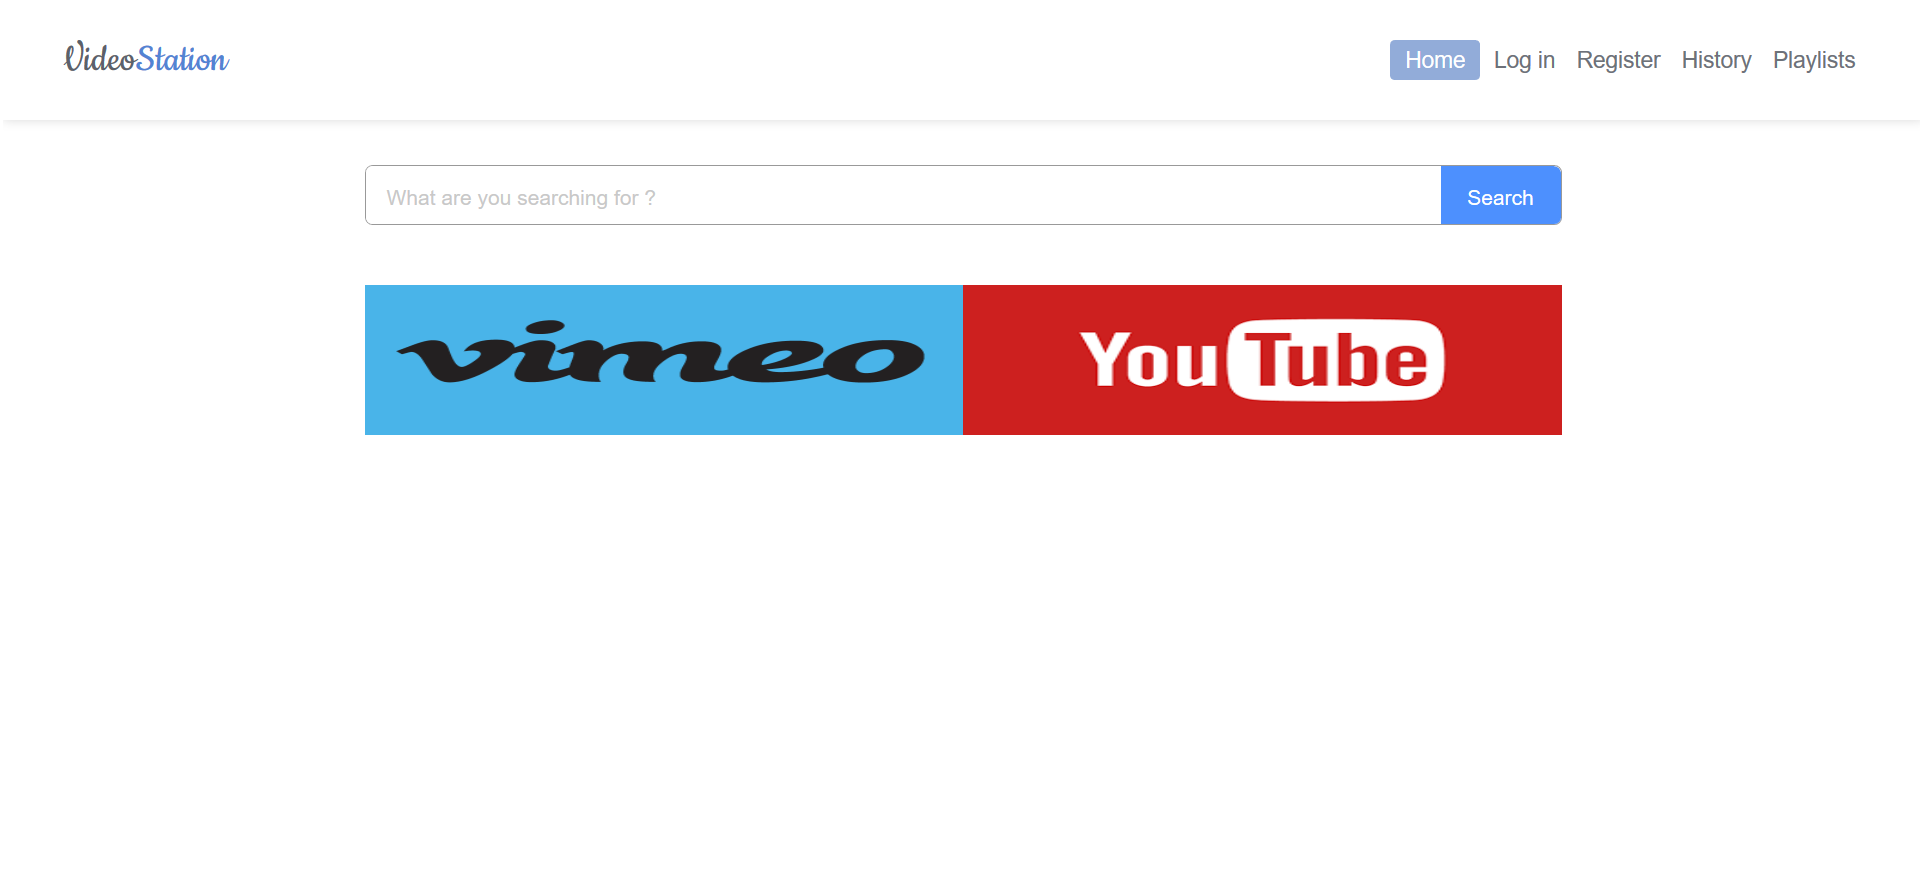 VideoStation
Home Log in Register History Playlists
What are you searching for ?
Search
vimeo
YouTube